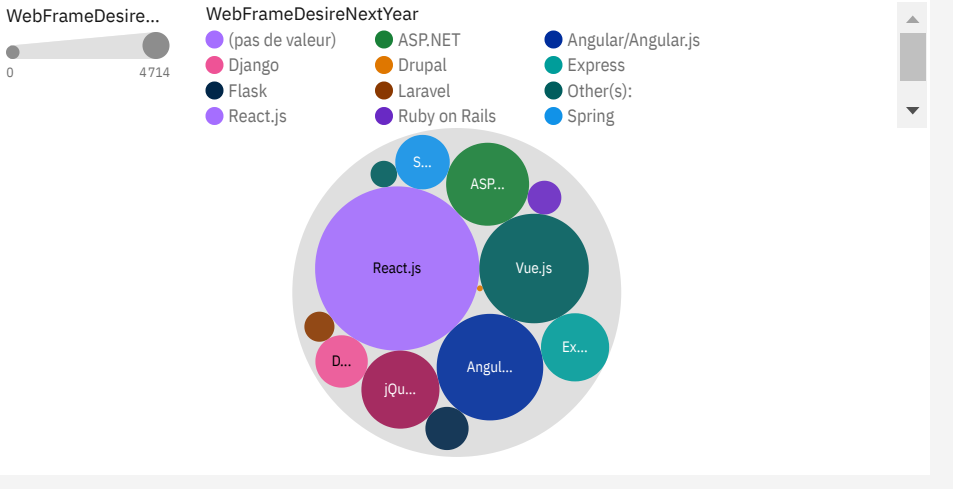 WebFrameDesire...
0 4714
WebFrameDesireNextYear
(pas de valeur) ASP.NET Angular/Angular.js
Django Drupal Express
Flask Laravel Other(s):
React.js Ruby on Rails Spring
S...
ASP...
React.js
Vue.js
Ex...
D...
Angul...
jQu...